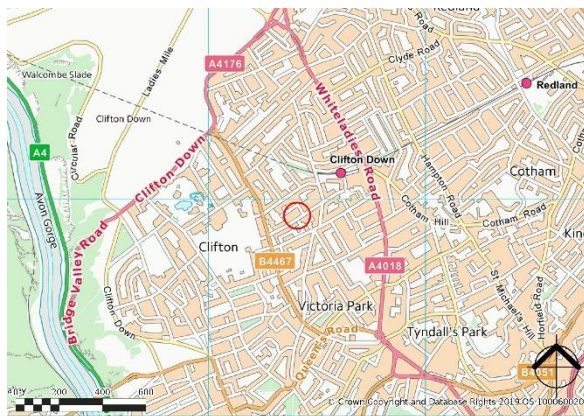 Redland
Ladies-Mile
A4176
Clyde-Road
Walcombe Slade
Redland
Circular-Road
Clifton Down
Whiteladies-Road
A4
Clifton-Down
Clifton Down
Hampton-Road
Cotham
Avon Gorge
Cotham-Road
Cotham Hill
Bridge-Valley-Road
Clifton
B4467
A4018
St.-Michael's-Hill
Horfield-Road
Clifton-Down
Victoria Park
Tyndall's Park
Queen's-Road
B4051
0 200 400 600
© Crown Copyright and Database Rights 2019 OS 100060020